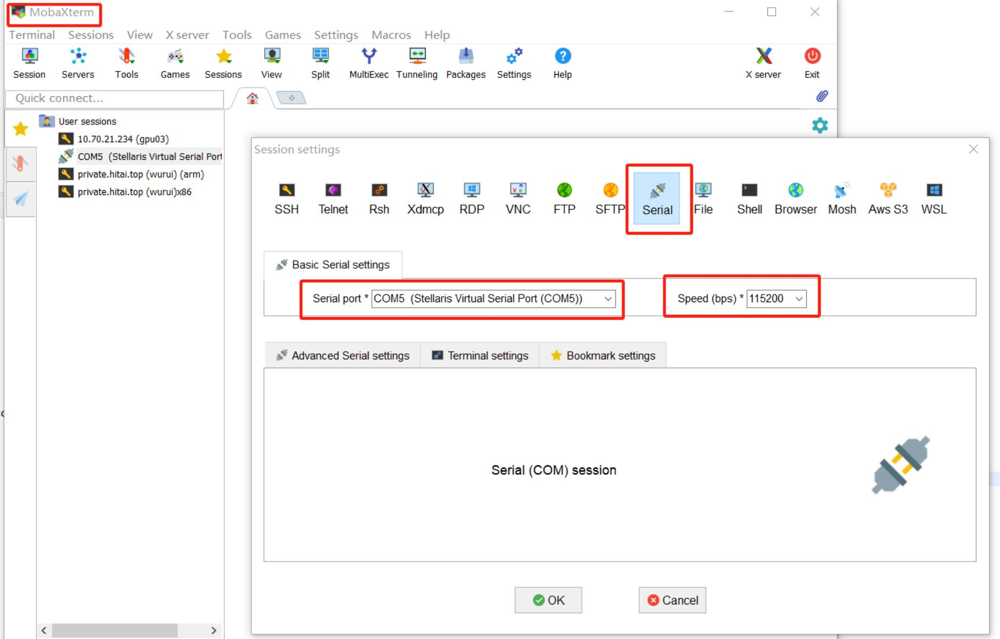 MobaXterm
Terminal Sessions View X server Tools Games Settings Macros Help
Session Servers Tools Games Sessions View Split MultiExec Tunneling Packages Settings Help X server Exit
Quick connect...
User sessions
10.70.21.234 (gpu03)
COM5 (Stellaris Virtual Serial Port
private.hitai.top (wurui) (arm)
private.hitai.top (wurui)x86
Session settings
SSH Telnet Rsh Xdmcp RDP VNC FTP SFTP Serial File Shell Browser Mosh Aws S3 WSL
Basic Serial settings
Serial port * COM5 (Stellaris Virtual Serial Port (COM5)) Speed (bps) * 115200
Advanced Serial settings Terminal settings Bookmark settings
Serial (COM) session
OK Cancel